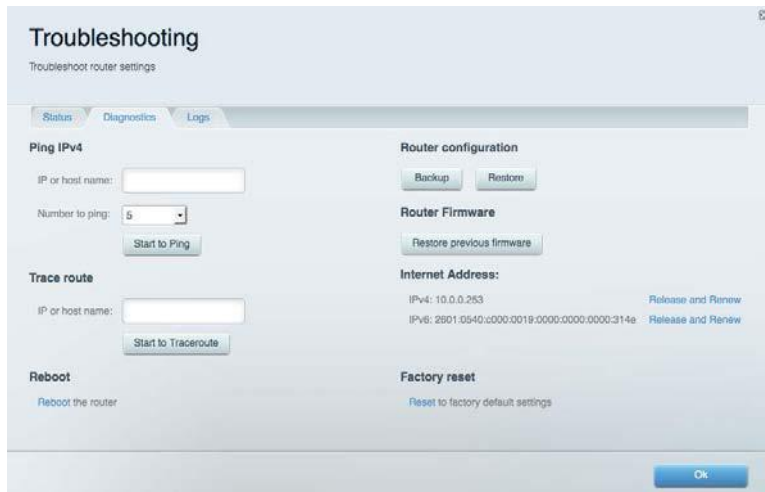 Troubleshooting
Troubleshoot router settings
Status
Diagnostics
Logs
Ping IPv4
IP or host name:
Number to ping: 5
Start to Ping
Trace route
IP or host name:
Start to Traceroute
Reboot
Reboot the router
Router configuration
Backup
Restore
Router Firmware
Restore previous firmware
Internet Address:
IPv4: 10.0.0.253 Release and Renew
IPv6: 2601:0540:c000:0019:0000:0000:0000:314e Release and Renew
Factory reset
Reset to factory default settings
Ok